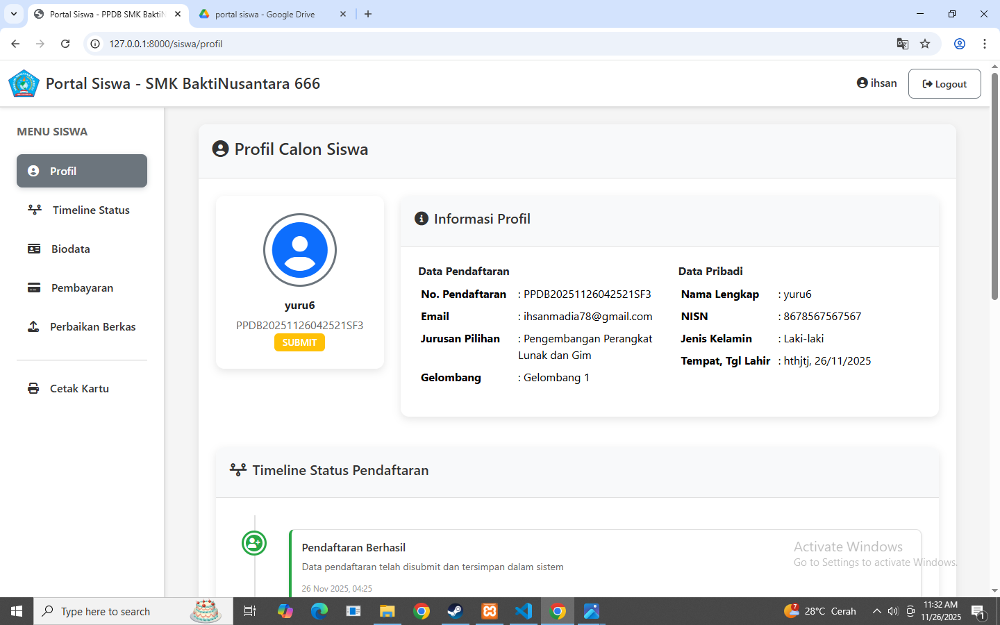 Portal Siswa - PPDB SMK BaktiN
portal siswa - Google Drive
127.0.0.1:8000/siswa/profil
Portal Siswa - SMK BaktiNusantara 666
ihsan
Logout
MENU SISWA
Profil
Timeline Status
Biodata
Pembayaran
Perbaikan Berkas
Cetak Kartu
Profil Calon Siswa
yuru6
PPDB20251126042521SF3
SUBMIT
Informasi Profil
Data Pendaftaran
No. Pendaftaran : PPDB20251126042521SF3
Email : ihsanmadia78@gmail.com
Jurusan Pilihan : Pengembangan Perangkat
Lunak dan Gim
Gelombang : Gelombang 1
Data Pribadi
Nama Lengkap : yuru6
NISN : 8678567567567
Jenis Kelamin : Laki-laki
Tempat, Tgl Lahir : hthjtj, 26/11/2025
Timeline Status Pendaftaran
Pendaftaran Berhasil
Data pendaftaran telah disubmit dan tersimpan dalam sistem
26 Nov 2025, 04:25
Activate Windows
Go to Settings to activate Windows.
Type here to search
7
28°C Cerah
11:32 AM
11/26/2025
1